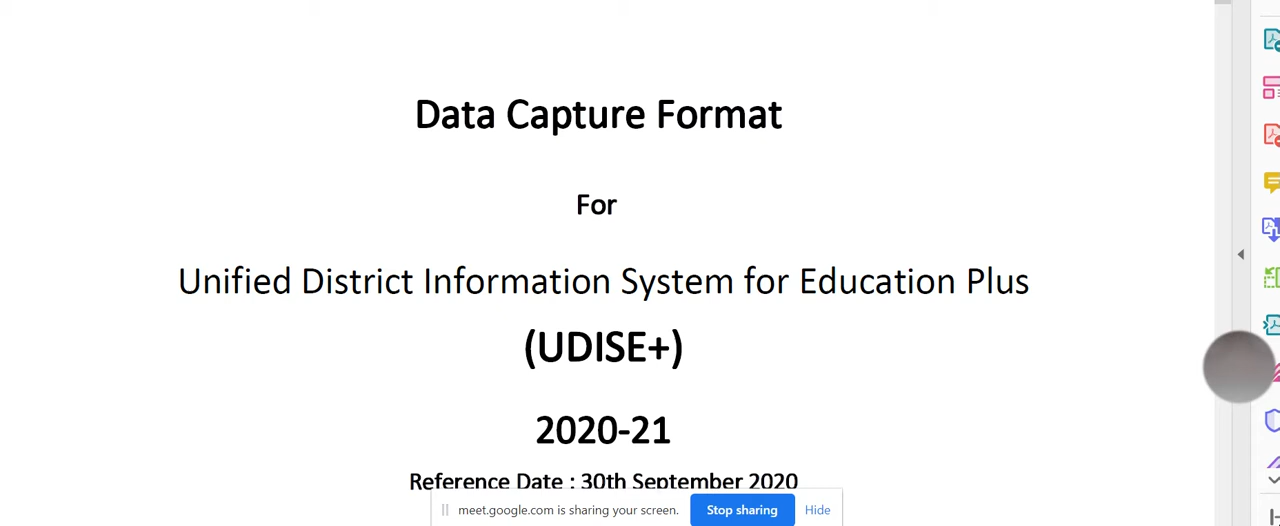 Data Capture Format
For
Unified District Information System for Education Plus
(UDISE+)
2020-21
Reference Date : 30th September 2020
meet.google.com is sharing your screen.
Stop sharing
Hide